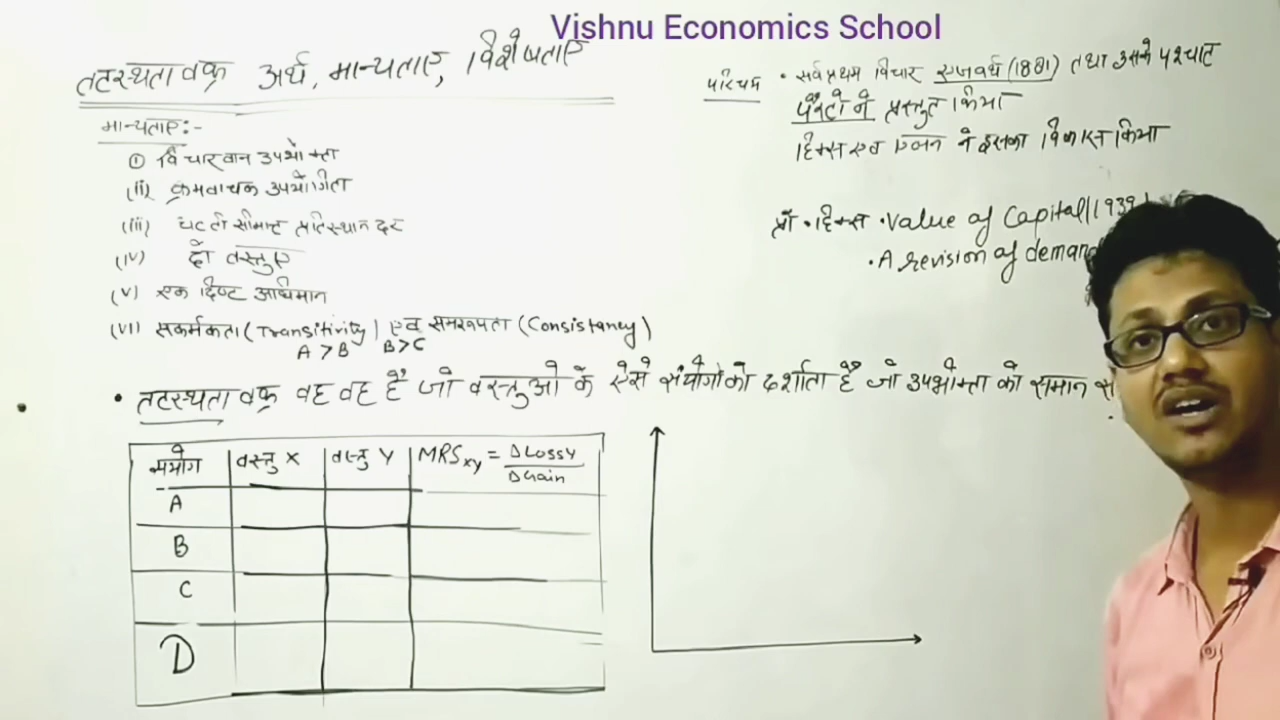 Vishnu Economics School
तटस्थता वक्र अर्थ, मान्यताए, विशेषताए
मान्यताए:-
(i) विचारवान उपभोक्ता
(ii) क्रमवाचक उपयोगिता
(iii) घटती सीमान्त प्रतिस्थान दर
(iv) दो वस्तुए
(v) एक दिष्ट अधिमान
(vi) सकर्मकता (Transitivity) एव समरूपता (Consistancy)
A > B B > C
परिचय • सर्वप्रथम विचार एजवर्थ (1881) तथा उसके पश्चात
पैरेटो ने प्रस्तुत किया
हिक्स एव एलन ने इसका विकास किया
प्रो. हिक्स • Value of Capital (1939
• A revision of demand
• तटस्थता वक्र वह वह है जो वस्तुओ के ऐसे संयोगो को दर्शाता है जो उपभोक्ता को समान
संयोग वस्तु X वस्तु Y MRSxy = ΔLoss Y / ΔGain
A
B
C
D